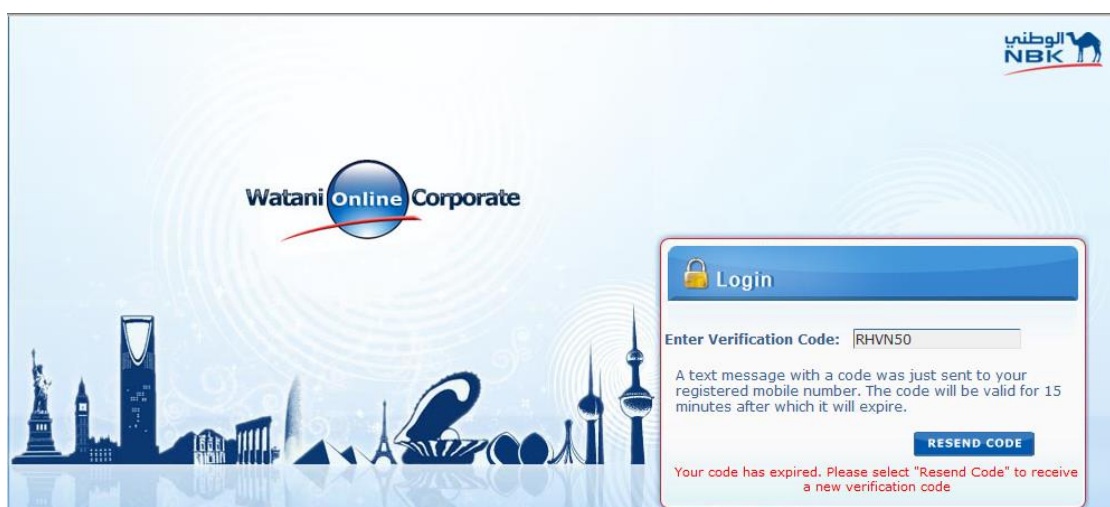 الوطني
NBK
Watani Online Corporate
Login
Enter Verification Code: RHVN50
A text message with a code was just sent to your
registered mobile number. The code will be valid for 15
minutes after which it will expire.
RESEND CODE
Your code has expired. Please select "Resend Code" to receive
a new verification code